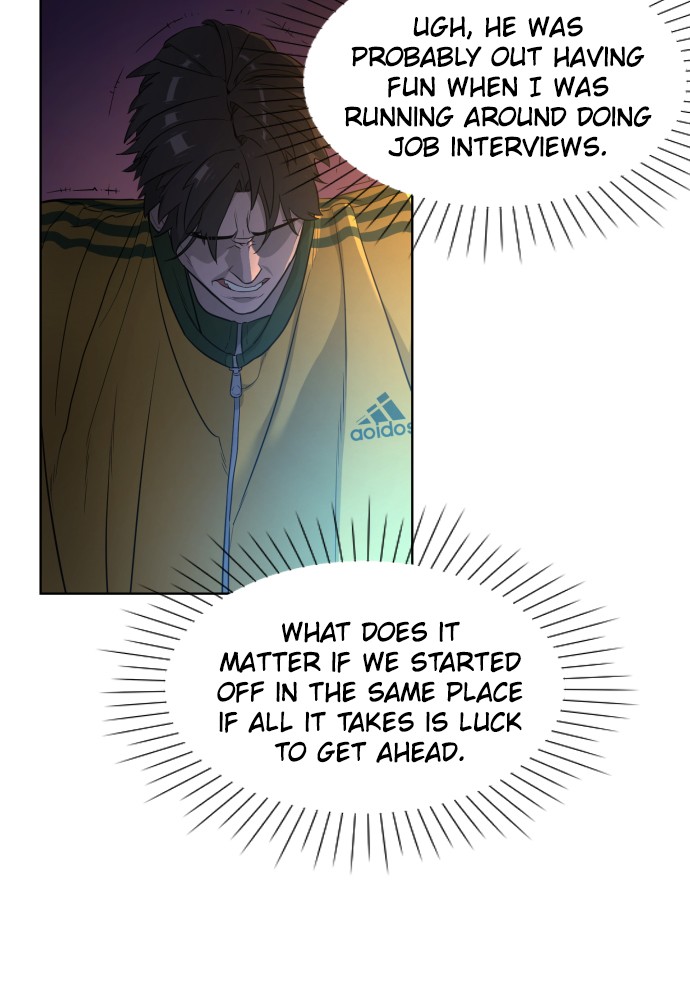 UGH, HE WAS
PROBABLY OUT HAVING
FUN WHEN I WAS
RUNNING AROUND DOING
JOB INTERVIEWS.
aoidos
WHAT DOES IT
MATTER IF WE STARTED
OFF IN THE SAME PLACE
IF ALL IT TAKES IS LUCK
TO GET AHEAD.